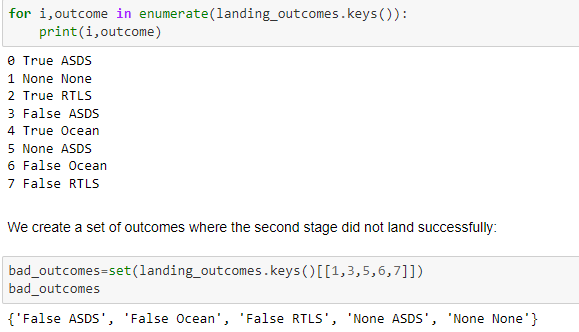 for i,outcome in enumerate(landing_outcomes.keys()):
    print(i,outcome)
0 True ASDS
1 None None
2 True RTLS
3 False ASDS
4 True Ocean
5 None ASDS
6 False Ocean
7 False RTLS
We create a set of outcomes where the second stage did not land successfully:
bad_outcomes=set(landing_outcomes.keys()[[1,3,5,6,7]])
bad_outcomes
{'False ASDS', 'False Ocean', 'False RTLS', 'None ASDS', 'None None'}